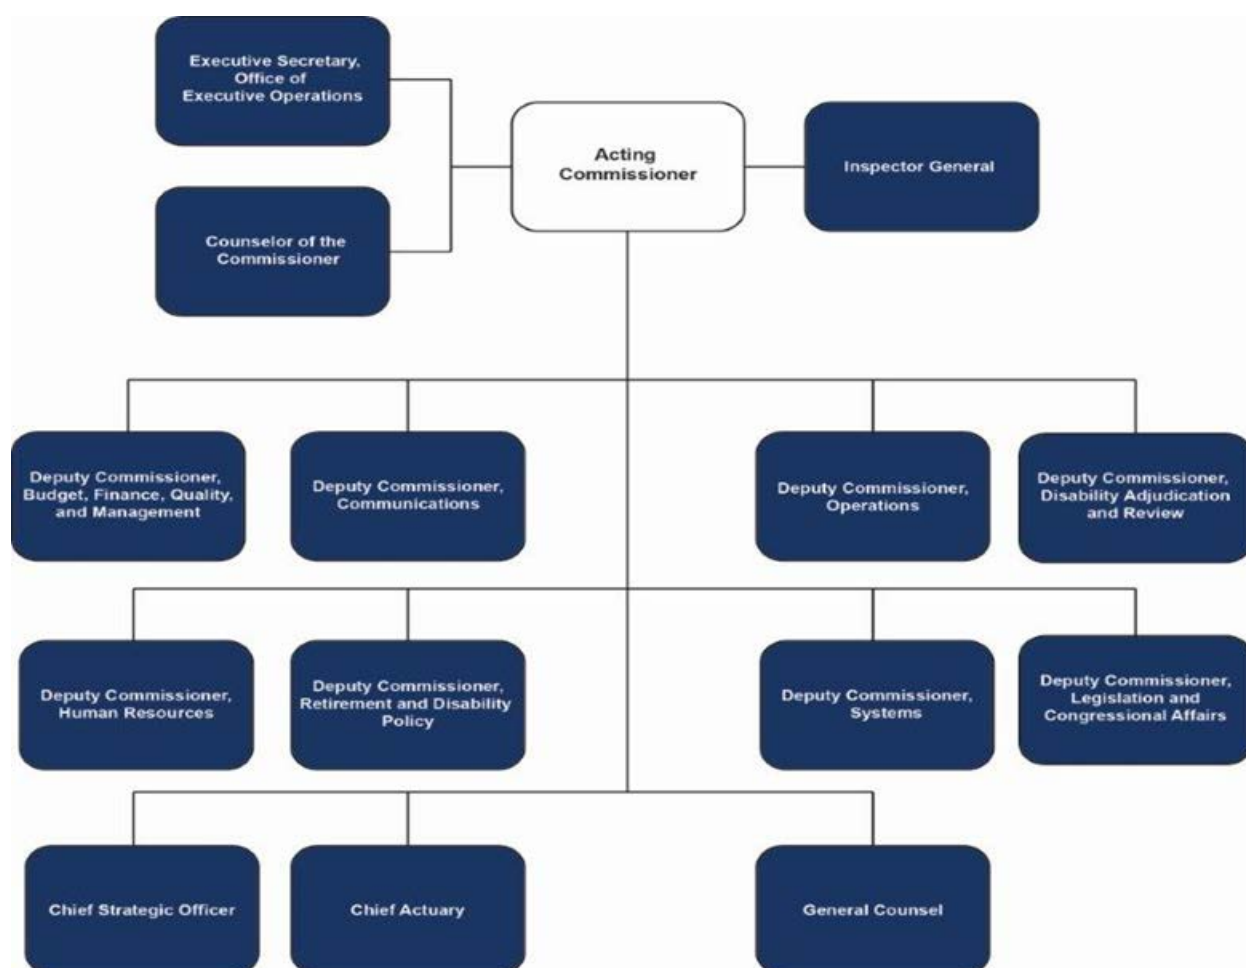 Executive Secretary,
Office of
Executive Operations
Acting
Commissioner
Inspector General
Counselor of the
Commissioner
Deputy Commissioner,
Budget, Finance, Quality,
and Management
Deputy Commissioner,
Communications
Deputy Commissioner,
Operations
Deputy Commissioner,
Disability Adjudication
and Review
Deputy Commissioner,
Human Resources
Deputy Commissioner,
Retirement and Disability
Policy
Deputy Commissioner,
Systems
Deputy Commissioner,
Legislation and
Congressional Affairs
Chief Strategic Officer
Chief Actuary
General Counsel